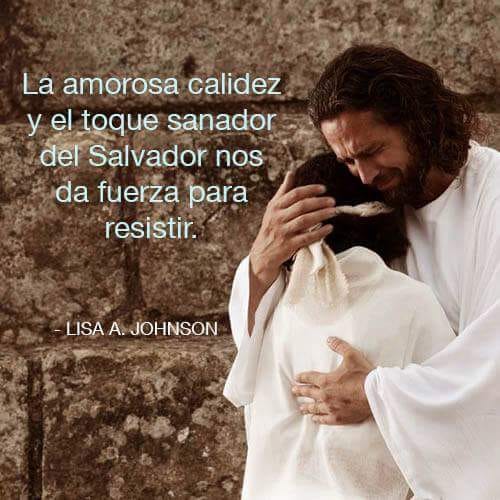 La amorosa calidez
y el toque sanador
del Salvador nos
da fuerza para
resistir.
- LISA A. JOHNSON